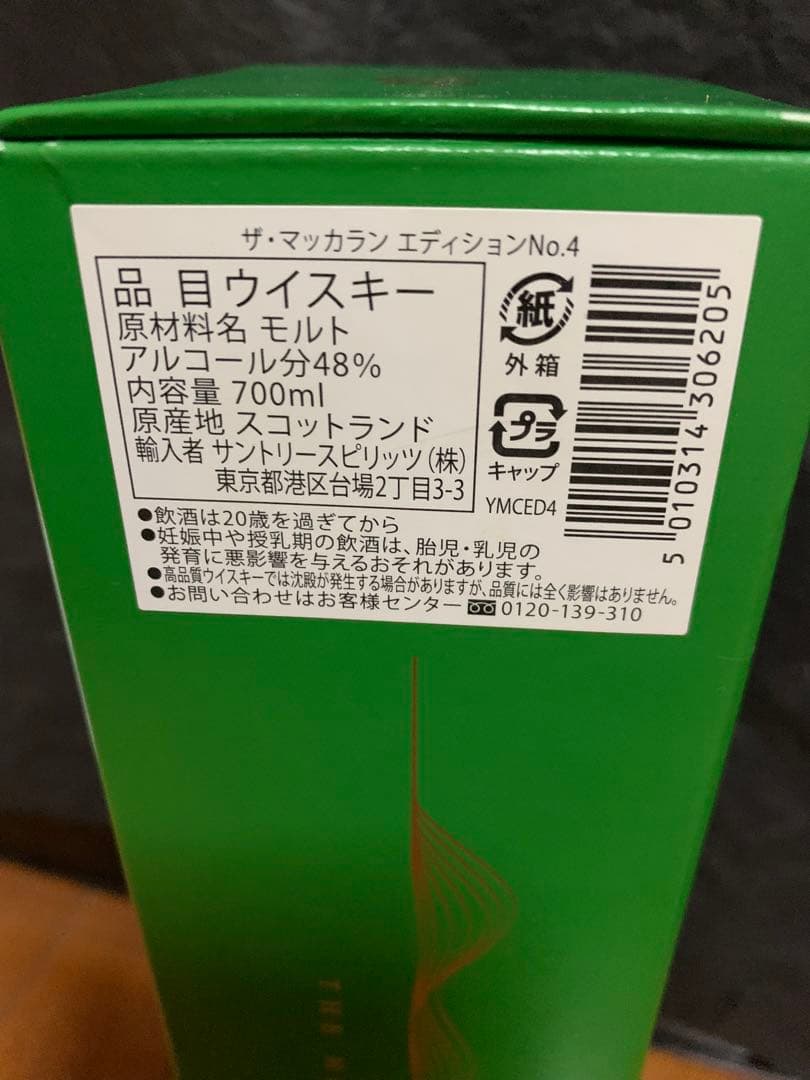 ザ・マッカラン エディションNo.4
品 目ウイスキー
原材料名 モルト
アルコール分48%
内容量 700ml
原産地 スコットランド
輸入者 サントリースピリッツ(株)
東京都港区台場2丁目3-3
紙
外箱
プラ
キャップ
YMCED4
5 010314 306205
●飲酒は20歳を過ぎてから
●妊娠中や授乳期の飲酒は、胎児・乳児の
発育に悪影響を与えるおそれがあります。
●高品質ウイスキーでは沈殿が発生する場合がありますが、品質には全く影響はありません。
●お問い合わせはお客様センター 0120-139-310
THE